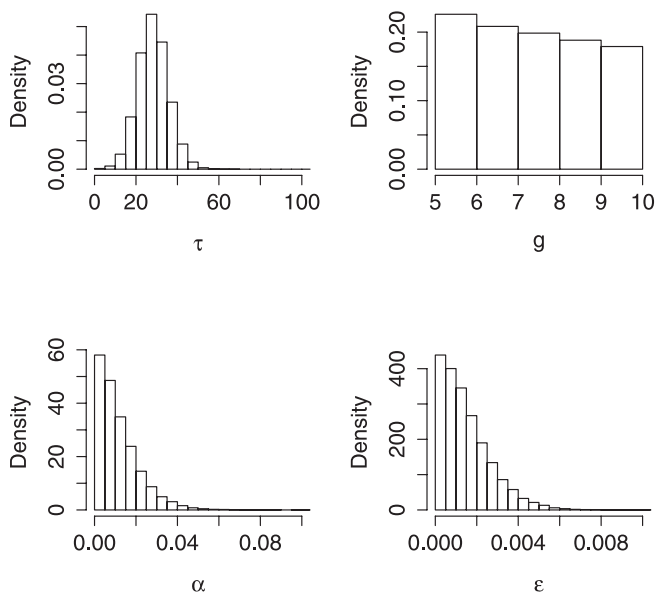 Density
0.00 0.03
0 20 60 100
τ
Density
0.00 0.10 0.20
5 6 7 8 9 10
g
Density
0 20 40 60
0.00 0.04 0.08
α
Density
0 200 400
0.000 0.004 0.008
ε